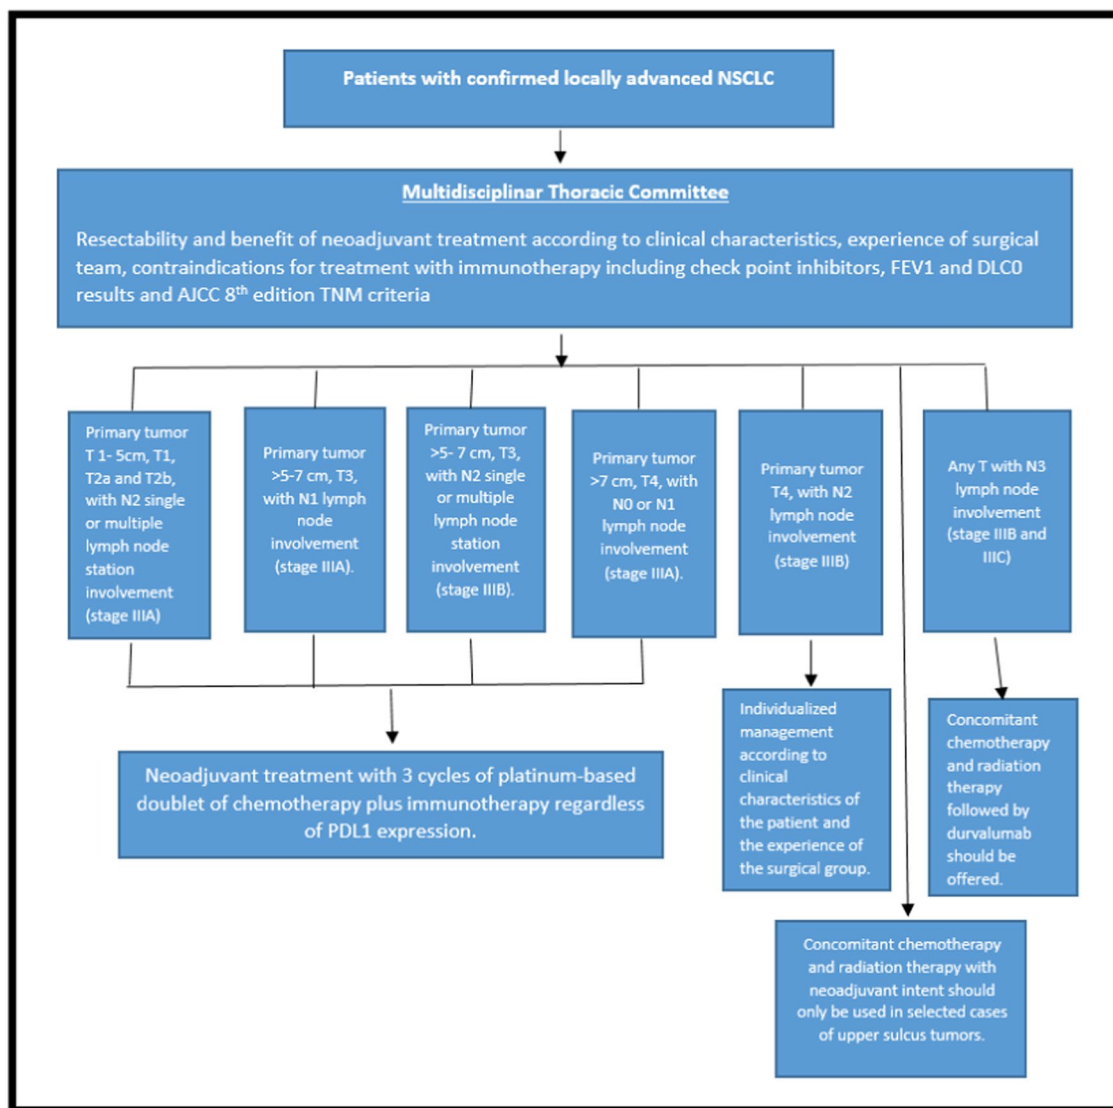 Patients with confirmed locally advanced NSCLC
Multidisciplinar Thoracic Committee
Resectability and benefit of neoadjuvant treatment according to clinical characteristics, experience of surgical
team, contraindications for treatment with immunotherapy including check point inhibitors, FEV1 and DLC0
results and AJCC 8th edition TNM criteria
Primary tumor
T 1- 5cm, T1,
T2a and T2b,
with N2 single
or multiple
lymph node
station
involvement
(stage IIIA)
Primary tumor
>5-7 cm, T3,
with N1 lymph
node
involvement
(stage IIIA).
Primary tumor
>5- 7 cm, T3,
with N2 single
or multiple
lymph node
station
involvement
(stage IIIB).
Primary tumor
>7 cm, T4, with
N0 or N1
lymph node
involvement
(stage IIIA).
Primary tumor
T4, with N2
lymph node
involvement
(stage IIIB)
Any T with N3
lymph node
involvement
(stage IIIB and
IIIC)
Neoadjuvant treatment with 3 cycles of platinum-based
doublet of chemotherapy plus immunotherapy regardless
of PDL1 expression.
Individualized
management
according to
clinical
characteristics of
the patient and
the experience of
the surgical group.
Concomitant
chemotherapy
and radiation
therapy
followed by
durvalumab
should be
offered.
Concomitant chemotherapy
and radiation therapy with
neoadjuvant intent should
only be used in selected cases
of upper sulcus tumors.